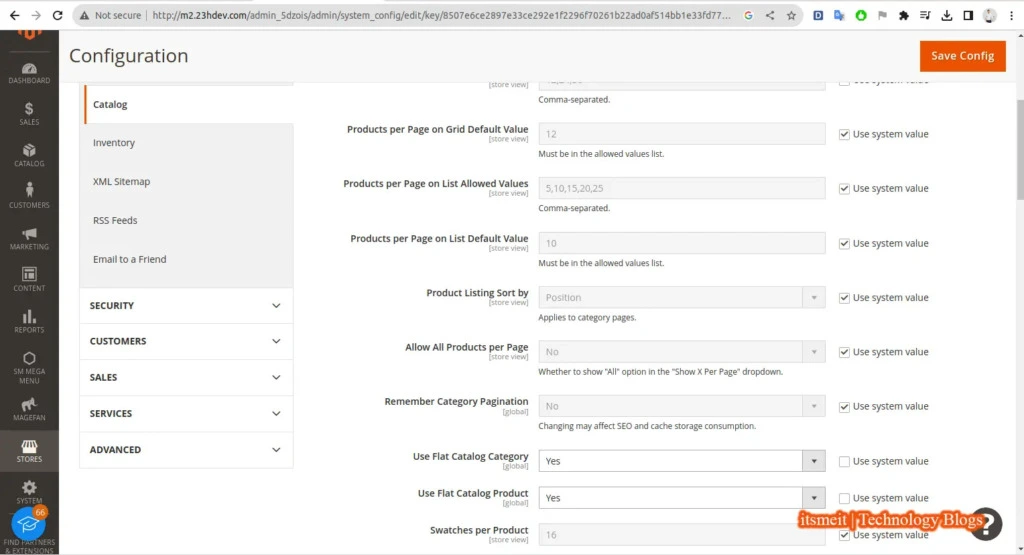 Not secure | http://m2.23hdev.com/admin_5dzois/admin/system_config/edit/key/8507e6ce2897e33ce292e1f2296f70261b22ad0af514bb1e33fd77...
Configuration
Save Config
DASHBOARD
SALES
CATALOG
CUSTOMERS
MARKETING
CONTENT
REPORTS
SM MEGA
MENU
MAGEFAN
STORES
SYSTEM
66
FIND PARTNERS
& EXTENSIONS
Catalog
Inventory
XML Sitemap
RSS Feeds
Email to a Friend
SECURITY
CUSTOMERS
SALES
SERVICES
ADVANCED
[store view]
Comma-separated.
Products per Page on Grid Default Value
[store view]
12
Use system value
Must be in the allowed values list.
Products per Page on List Allowed Values
[store view]
5,10,15,20,25
Use system value
Comma-separated.
Products per Page on List Default Value
[store view]
10
Use system value
Must be in the allowed values list.
Product Listing Sort by
[store view]
Position
Use system value
Applies to category pages.
Allow All Products per Page
[store view]
No
Use system value
Whether to show "All" option in the "Show X Per Page" dropdown.
Remember Category Pagination
[global]
No
Use system value
Changing may affect SEO and cache storage consumption.
Use Flat Catalog Category
[global]
Yes
Use system value
Use Flat Catalog Product
[global]
Yes
Use system value
Swatches per Product
[store view]
16
Use system value
itsmeit | Technology Blogs
?